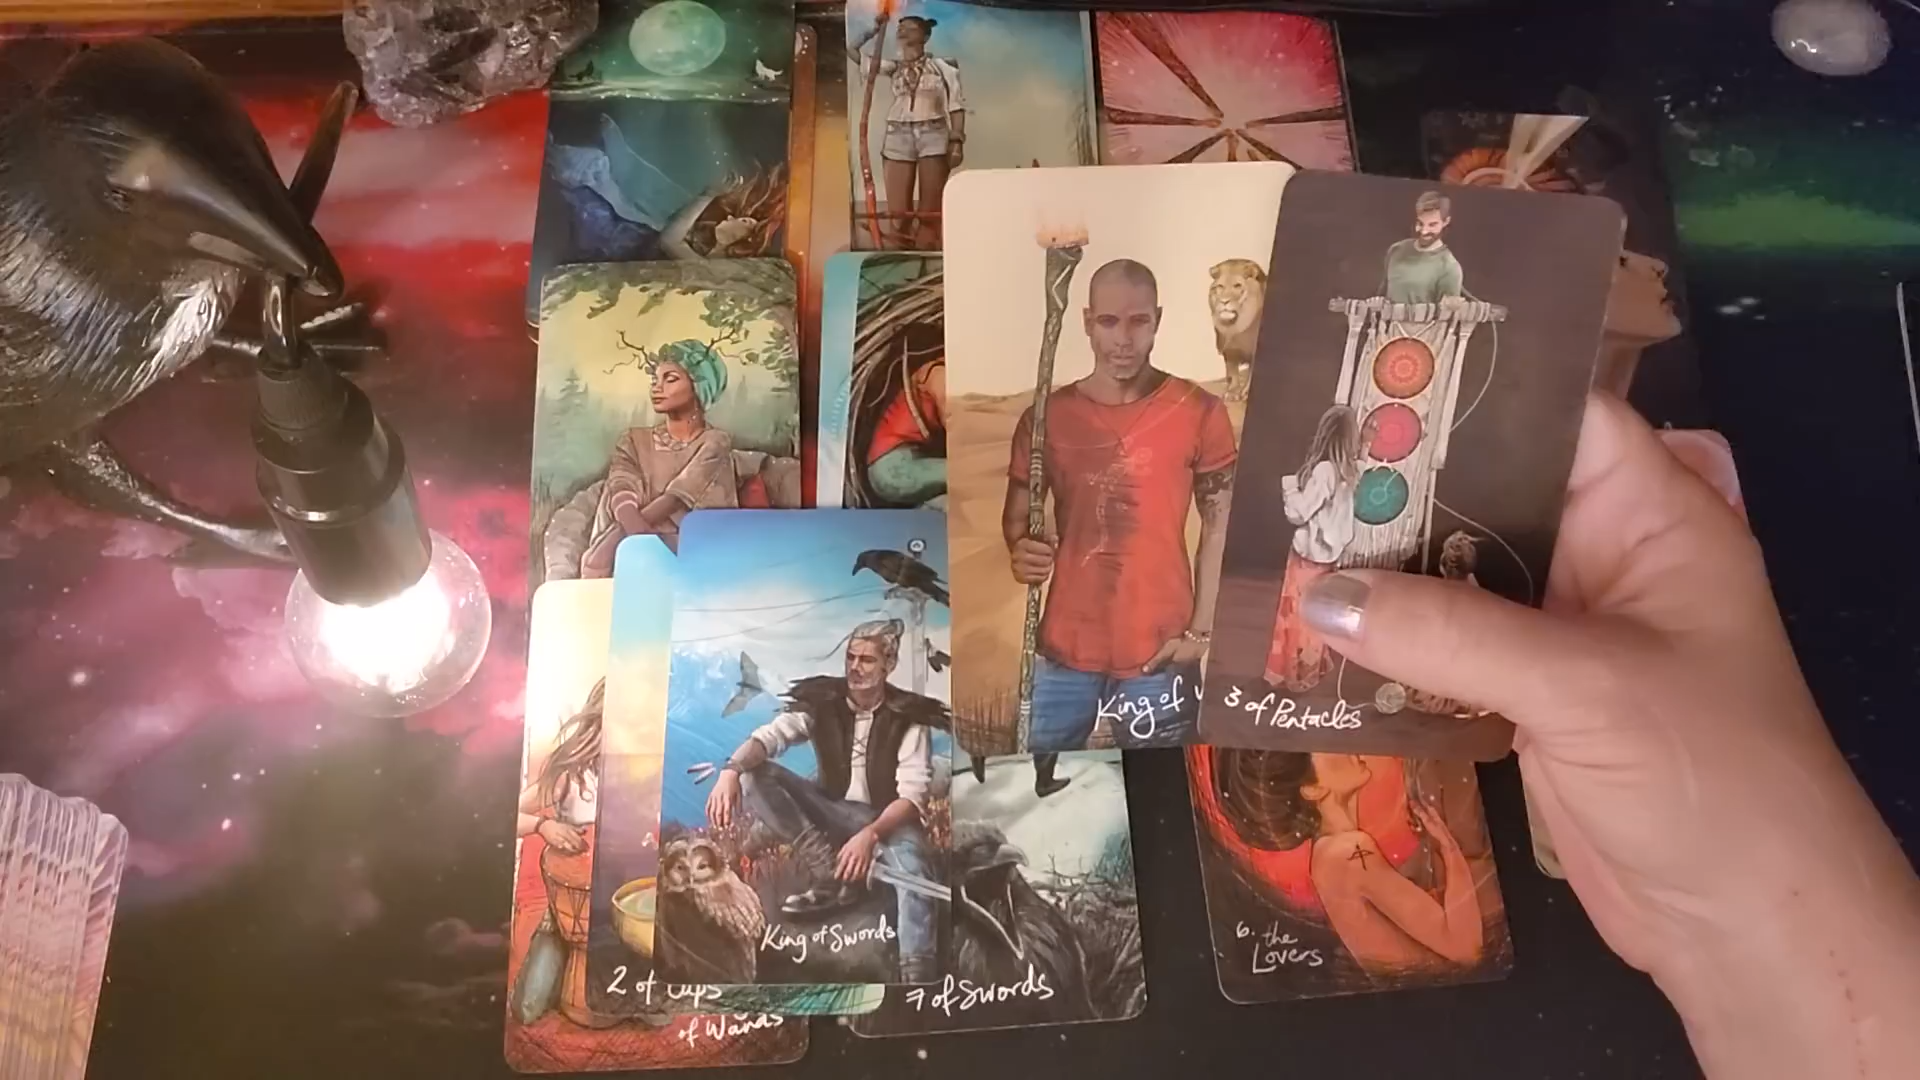 King of
3 of Pentacles
King of Swords
2 of Cups
7 of Swords
of Wands
6. the
Lovers